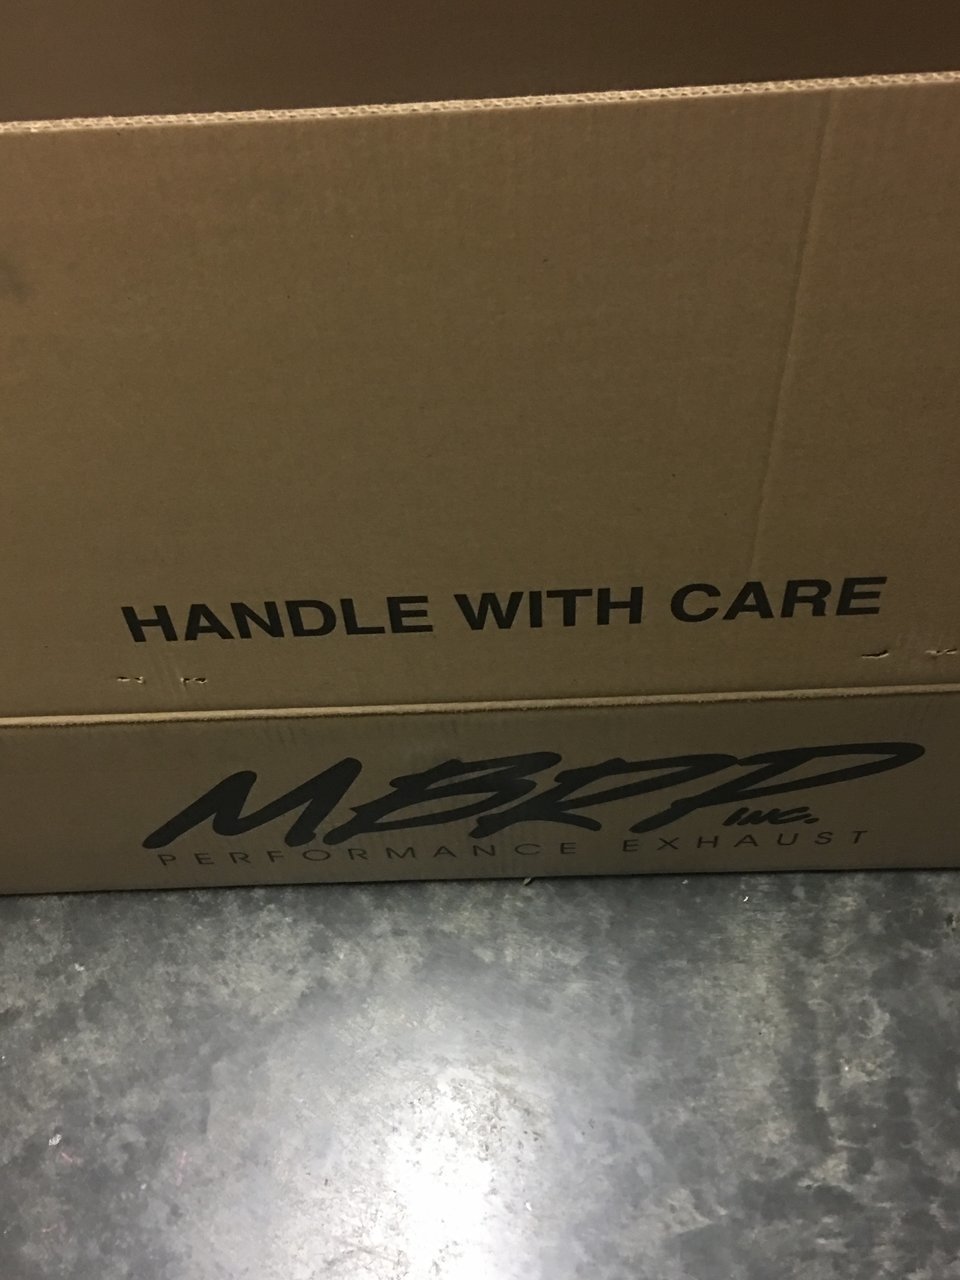 HANDLE WITH CARE
MBRP INC.
PERFORMANCE EXHAUST